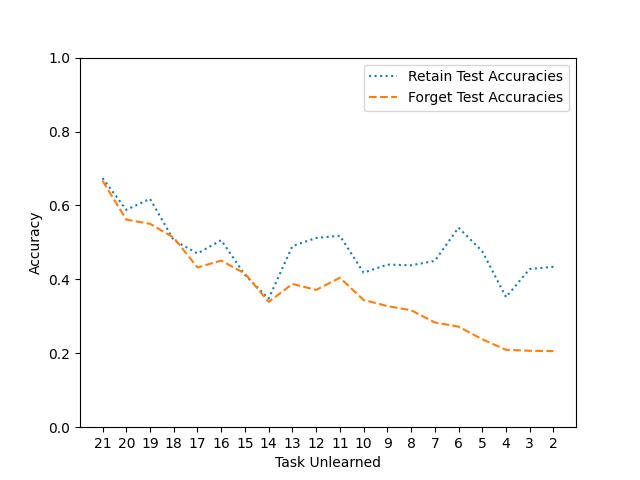 Retain Test Accuracies
Forget Test Accuracies
1.0
0.8
0.6
0.4
0.2
0.0
Accuracy
21 20 19 18 17 16 15 14 13 12 11 10 9 8 7 6 5 4 3 2
Task Unlearned